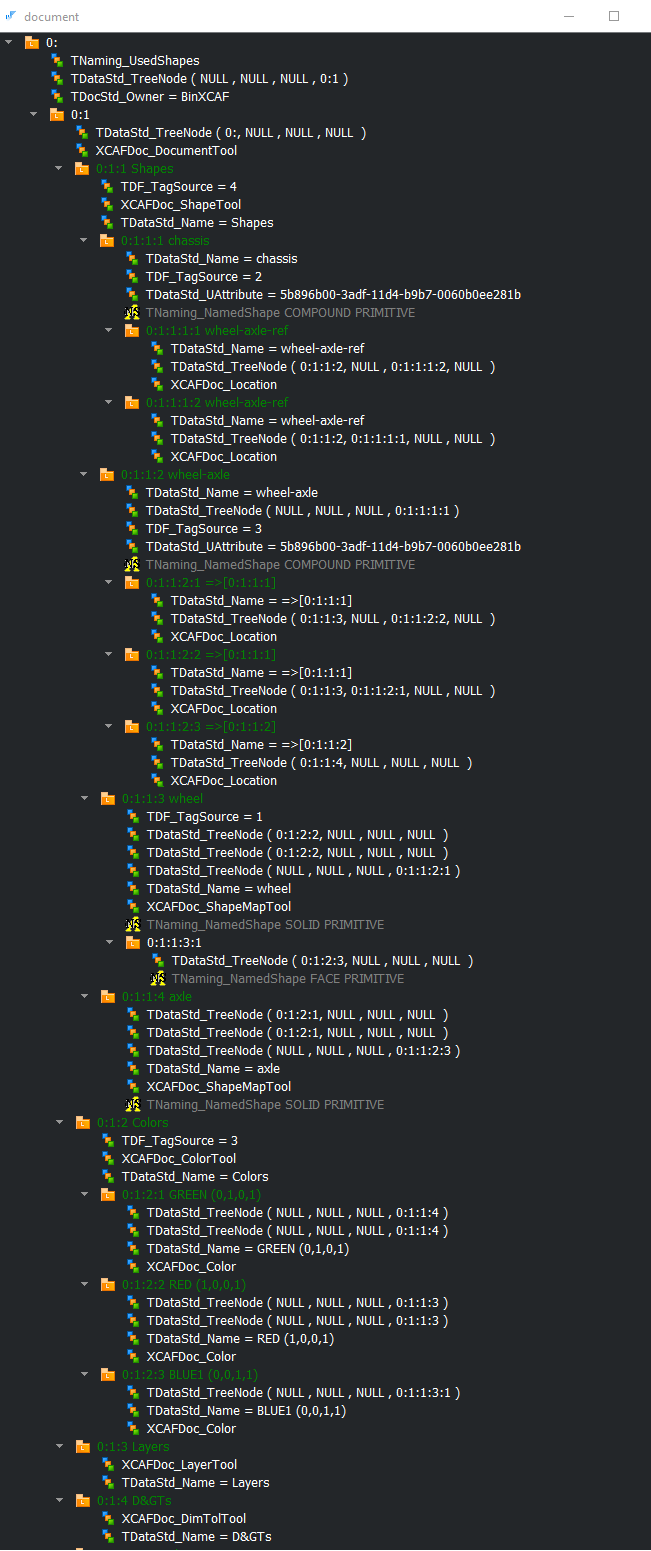 document
0:
TNaming_UsedShapes
TDataStd_TreeNode ( NULL , NULL , NULL , 0:1 )
TDocStd_Owner = BinXCAF
0:1
TDataStd_TreeNode ( 0:, NULL , NULL , NULL  )
XCAFDoc_DocumentTool
0:1:1 Shapes
TDF_TagSource = 4
XCAFDoc_ShapeTool
TDataStd_Name = Shapes
0:1:1:1 chassis
TDataStd_Name = chassis
TDF_TagSource = 2
TDataStd_UAttribute = 5b896b00-3adf-11d4-b9b7-0060b0ee281b
TNaming_NamedShape COMPOUND PRIMITIVE
0:1:1:1:1 wheel-axle-ref
TDataStd_Name = wheel-axle-ref
TDataStd_TreeNode ( 0:1:1:2, NULL , 0:1:1:1:2, NULL  )
XCAFDoc_Location
0:1:1:1:2 wheel-axle-ref
TDataStd_Name = wheel-axle-ref
TDataStd_TreeNode ( 0:1:1:2, 0:1:1:1:1, NULL , NULL  )
XCAFDoc_Location
0:1:1:2 wheel-axle
TDataStd_Name = wheel-axle
TDataStd_TreeNode ( NULL , NULL , NULL , 0:1:1:1:1 )
TDF_TagSource = 3
TDataStd_UAttribute = 5b896b00-3adf-11d4-b9b7-0060b0ee281b
TNaming_NamedShape COMPOUND PRIMITIVE
0:1:1:2:1 =>[0:1:1:1]
TDataStd_Name = =>[0:1:1:1]
TDataStd_TreeNode ( 0:1:1:3, NULL , 0:1:1:2:2, NULL  )
XCAFDoc_Location
0:1:1:2:2 =>[0:1:1:1]
TDataStd_Name = =>[0:1:1:1]
TDataStd_TreeNode ( 0:1:1:3, 0:1:1:2:1, NULL , NULL  )
XCAFDoc_Location
0:1:1:2:3 =>[0:1:1:2]
TDataStd_Name = =>[0:1:1:2]
TDataStd_TreeNode ( 0:1:1:4, NULL , NULL , NULL  )
XCAFDoc_Location
0:1:1:3 wheel
TDF_TagSource = 1
TDataStd_TreeNode ( 0:1:2:2, NULL , NULL , NULL  )
TDataStd_TreeNode ( 0:1:2:2, NULL , NULL , NULL  )
TDataStd_TreeNode ( NULL , NULL , NULL , 0:1:1:2:1 )
TDataStd_Name = wheel
XCAFDoc_ShapeMapTool
TNaming_NamedShape SOLID PRIMITIVE
0:1:1:3:1
TDataStd_TreeNode ( 0:1:2:3, NULL , NULL , NULL  )
TNaming_NamedShape FACE PRIMITIVE
0:1:1:4 axle
TDataStd_TreeNode ( 0:1:2:1, NULL , NULL , NULL  )
TDataStd_TreeNode ( 0:1:2:1, NULL , NULL , NULL  )
TDataStd_TreeNode ( NULL , NULL , NULL , 0:1:1:2:3 )
TDataStd_Name = axle
XCAFDoc_ShapeMapTool
TNaming_NamedShape SOLID PRIMITIVE
0:1:2 Colors
TDF_TagSource = 3
XCAFDoc_ColorTool
TDataStd_Name = Colors
0:1:2:1 GREEN (0,1,0,1)
TDataStd_TreeNode ( NULL , NULL , NULL , 0:1:1:4 )
TDataStd_TreeNode ( NULL , NULL , NULL , 0:1:1:4 )
TDataStd_Name = GREEN (0,1,0,1)
XCAFDoc_Color
0:1:2:2 RED (1,0,0,1)
TDataStd_TreeNode ( NULL , NULL , NULL , 0:1:1:3 )
TDataStd_TreeNode ( NULL , NULL , NULL , 0:1:1:3 )
TDataStd_Name = RED (1,0,0,1)
XCAFDoc_Color
0:1:2:3 BLUE1 (0,0,1,1)
TDataStd_TreeNode ( NULL , NULL , NULL , 0:1:1:3:1 )
TDataStd_Name = BLUE1 (0,0,1,1)
XCAFDoc_Color
0:1:3 Layers
XCAFDoc_LayerTool
TDataStd_Name = Layers
0:1:4 D&GTs
XCAFDoc_DimTolTool
TDataStd_Name = D&GTs